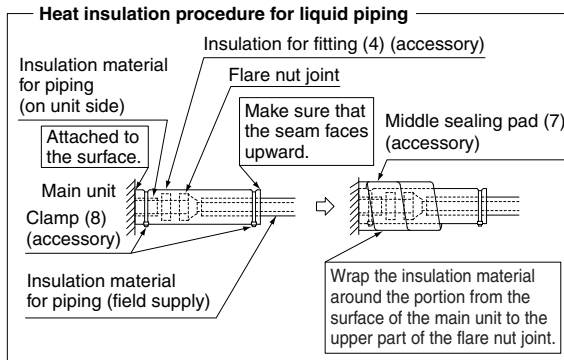 Heat insulation procedure for liquid piping
Insulation material
for piping
(on unit side)
Insulation for fitting (4) (accessory)
Flare nut joint
Attached to
the surface.
Make sure that
the seam faces
upward.
Middle sealing pad (7)
(accessory)
Main unit
Clamp (8)
(accessory)
Insulation material
for piping (field supply)
Wrap the insulation material
around the portion from the
surface of the main unit to the
upper part of the flare nut joint.